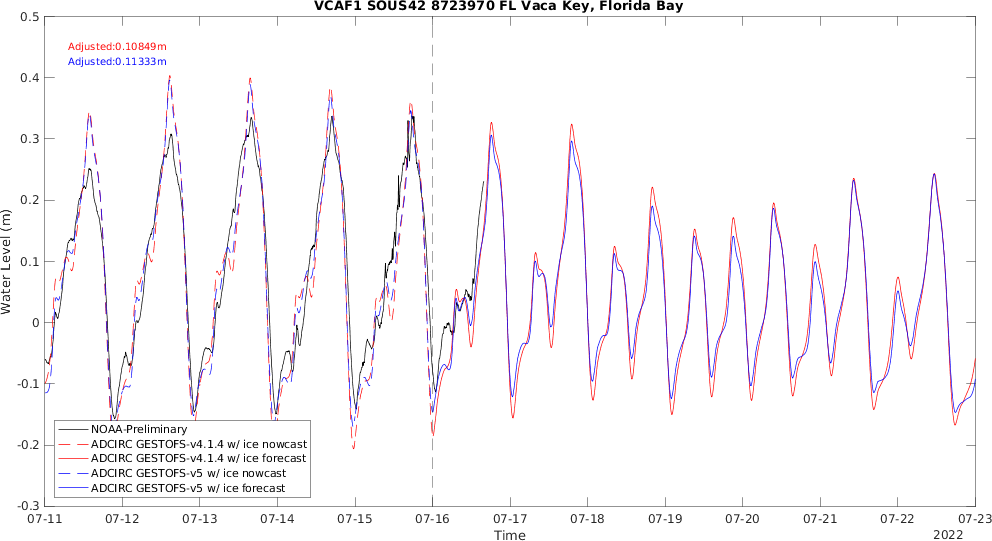 VCAF1 SOUS42 8723970 FL Vaca Key, Florida Bay
0.5
Adjusted:0.10849m
Adjusted:0.11333m
0.4
0.3
0.2
0.1
0
-0.1
-0.2
-0.3
Water Level (m)
NOAA-Preliminary
ADCIRC GESTOFS-v4.1.4 w/ ice nowcast
ADCIRC GESTOFS-v4.1.4 w/ ice forecast
ADCIRC GESTOFS-v5 w/ ice nowcast
ADCIRC GESTOFS-v5 w/ ice forecast
07-11 07-12 07-13 07-14 07-15 07-16 07-17 07-18 07-19 07-20 07-21 07-22 07-23
Time
2022